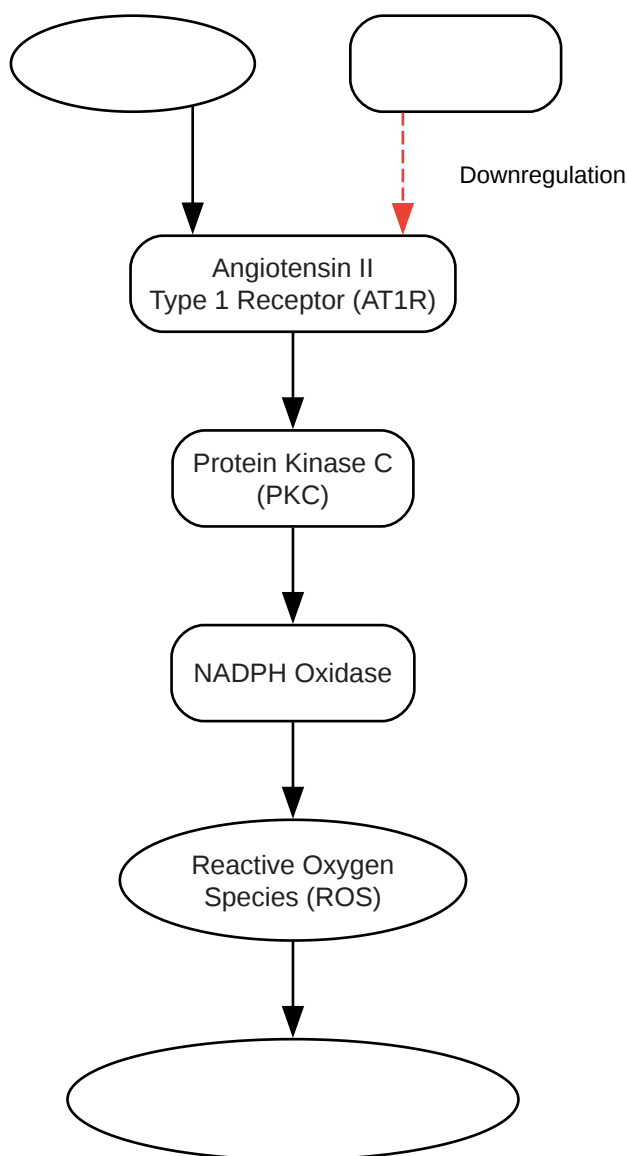 Downregulation
Angiotensin II
Type 1 Receptor (AT1R)
Protein Kinase C
(PKC)
NADPH Oxidase
Reactive Oxygen
Species (ROS)